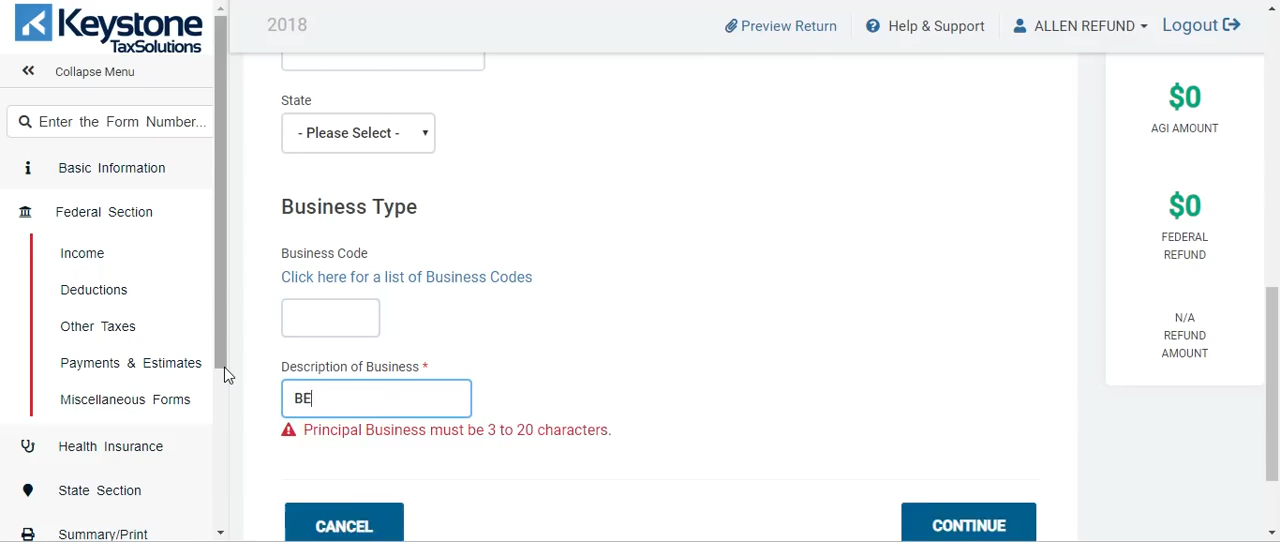 Keystone
TaxSolutions
2018
Preview Return
Help & Support
ALLEN REFUND
Logout
Collapse Menu
Enter the Form Number...
Basic Information
Federal Section
Income
Deductions
Other Taxes
Payments & Estimates
Miscellaneous Forms
Health Insurance
State Section
Summary/Print
State
- Please Select -
Business Type
Business Code
Click here for a list of Business Codes
Description of Business *
BE
Principal Business must be 3 to 20 characters.
CANCEL
CONTINUE
$0
AGI AMOUNT
$0
FEDERAL
REFUND
N/A
REFUND
AMOUNT